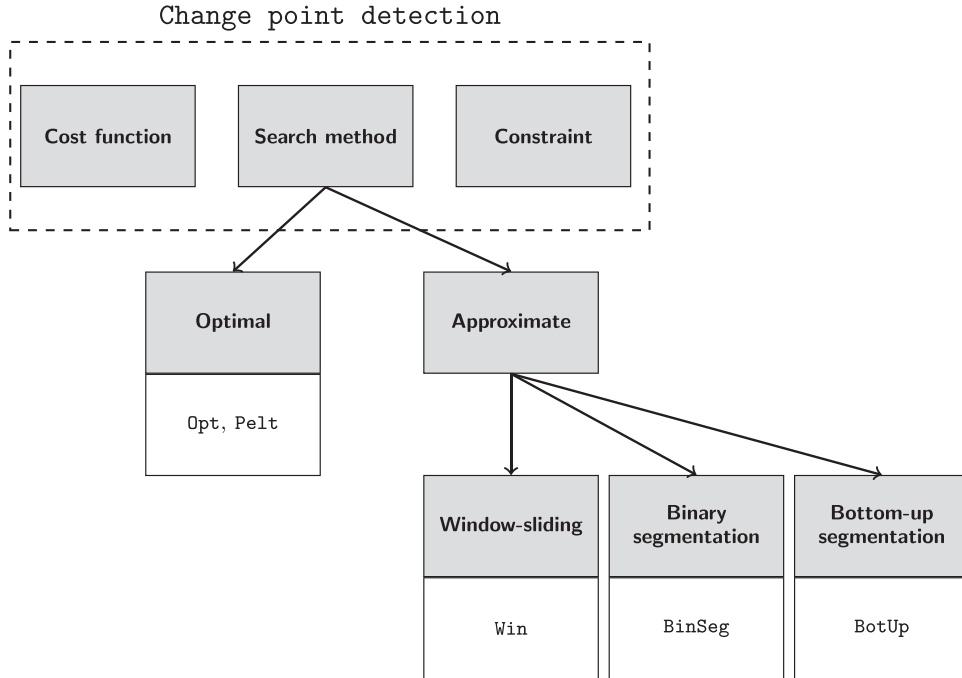 Change point detection
Cost function
Search method
Constraint
Optimal
Approximate
Opt, Pelt
Window-sliding
Binary
segmentation
Bottom-up
segmentation
Win
BinSeg
BotUp